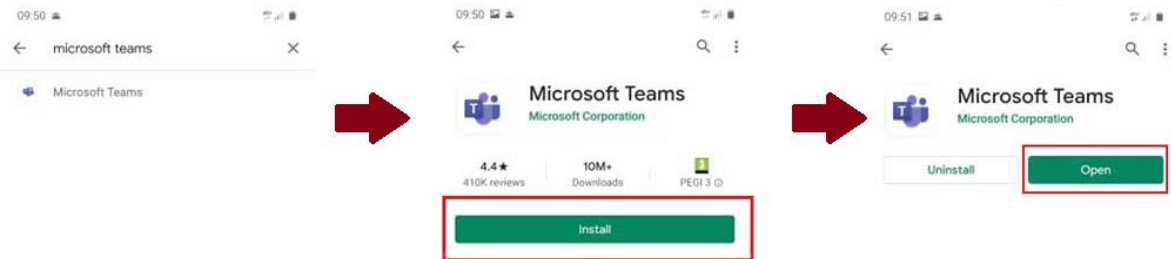 09:50
microsoft teams
Microsoft Teams
09:50
Microsoft Teams
Microsoft Corporation
4.4★ 10M+ 3
410K reviews Downloads PEGI 3
Install
09:51
Microsoft Teams
Microsoft Corporation
Uninstall Open